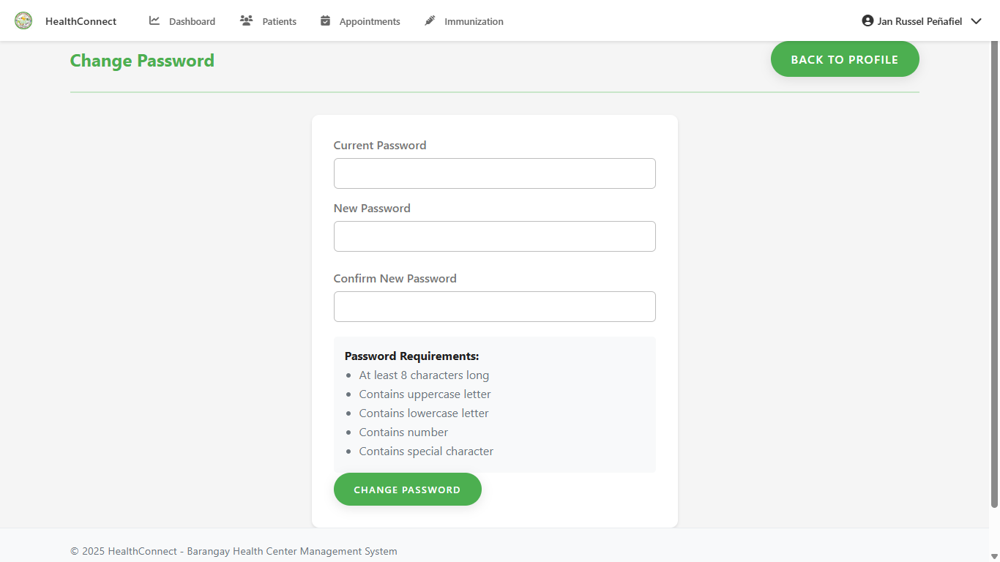 HealthConnect Dashboard Patients Appointments Immunization Jan Russel Peñafiel
Change Password
BACK TO PROFILE
Current Password
New Password
Confirm New Password
Password Requirements:
At least 8 characters long
Contains uppercase letter
Contains lowercase letter
Contains number
Contains special character
CHANGE PASSWORD
© 2025 HealthConnect - Barangay Health Center Management System